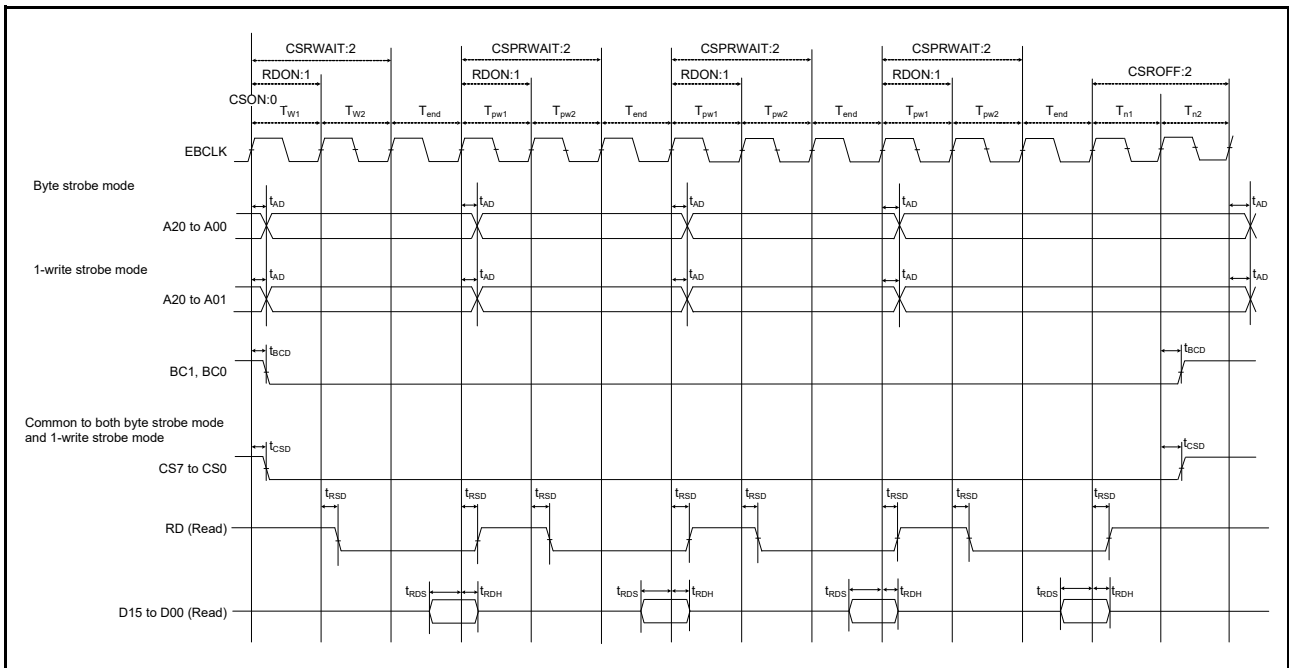 CSRWAIT:2 CSPRWAIT:2 CSPRWAIT:2 CSPRWAIT:2
RDON:1 RDON:1 RDON:1 RDON:1 CSROFF:2
CSON:0
TW1 TW2 Tend Tpw1 Tpw2 Tend Tpw1 Tpw2 Tend Tpw1 Tpw2 Tend Tn1 Tn2
EBCLK
Byte strobe mode
tAD tAD tAD tAD tAD
A20 to A00
1-write strobe mode
tAD tAD tAD tAD tAD
A20 to A01
tBCD tBCD
BC1, BC0
Common to both byte strobe mode
and 1-write strobe mode
tCSD tCSD
CS7 to CS0
tRSD tRSD tRSD tRSD tRSD tRSD tRSD tRSD
RD (Read)
tRDS tRDH tRDS tRDH tRDS tRDH tRDS tRDH
D15 to D00 (Read)